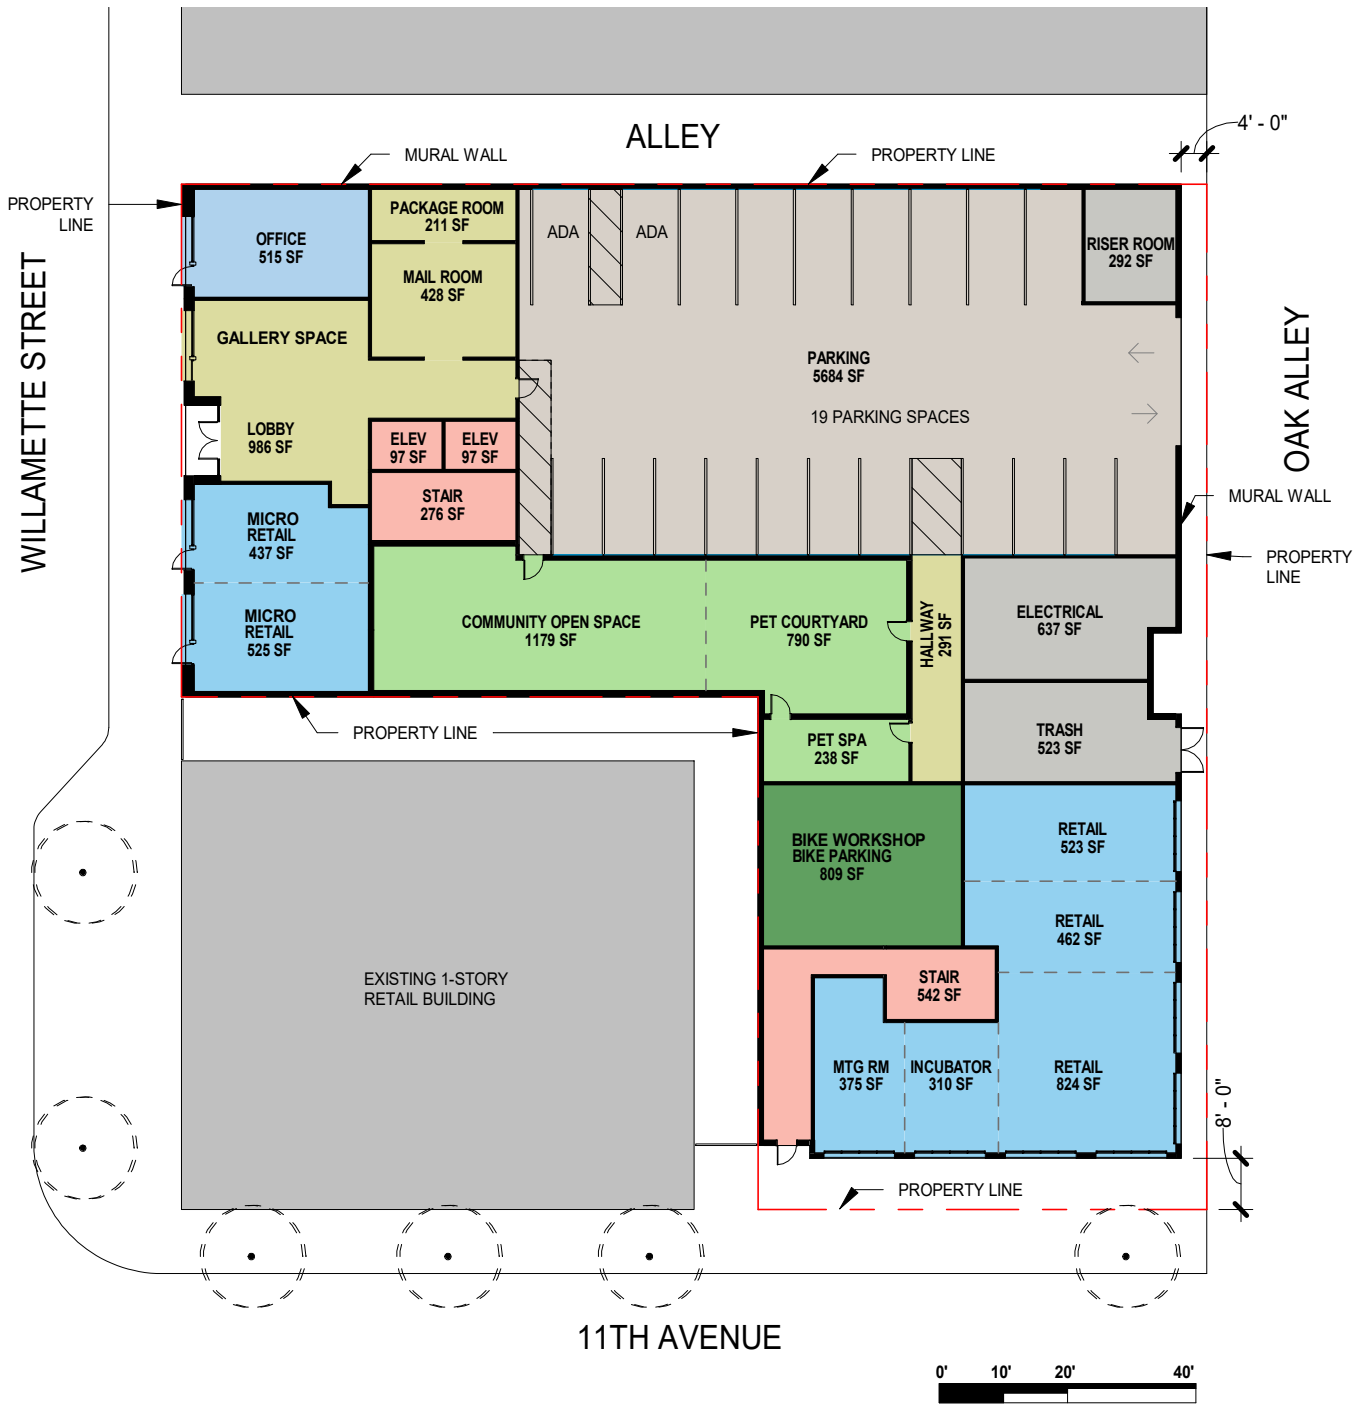 ALLEY
4' - 0"
MURAL WALL
PROPERTY LINE
PROPERTY
LINE
WILLAMETTE STREET
OFFICE
515 SF
PACKAGE ROOM
211 SF
MAIL ROOM
428 SF
ADA
ADA
RISER ROOM
292 SF
GALLERY SPACE
PARKING
5684 SF
19 PARKING SPACES
OAK ALLEY
LOBBY
986 SF
ELEV
97 SF
ELEV
97 SF
STAIR
276 SF
MURAL WALL
PROPERTY
LINE
MICRO
RETAIL
437 SF
MICRO
RETAIL
525 SF
COMMUNITY OPEN SPACE
1179 SF
PET COURTYARD
790 SF
HALLWAY
291 SF
ELECTRICAL
637 SF
PROPERTY LINE
PET SPA
238 SF
TRASH
523 SF
BIKE WORKSHOP
BIKE PARKING
809 SF
RETAIL
523 SF
RETAIL
462 SF
EXISTING 1-STORY
RETAIL BUILDING
STAIR
542 SF
MTG RM
375 SF
INCUBATOR
310 SF
RETAIL
824 SF
8' - 0"
PROPERTY LINE
11TH AVENUE
0' 10' 20' 40'